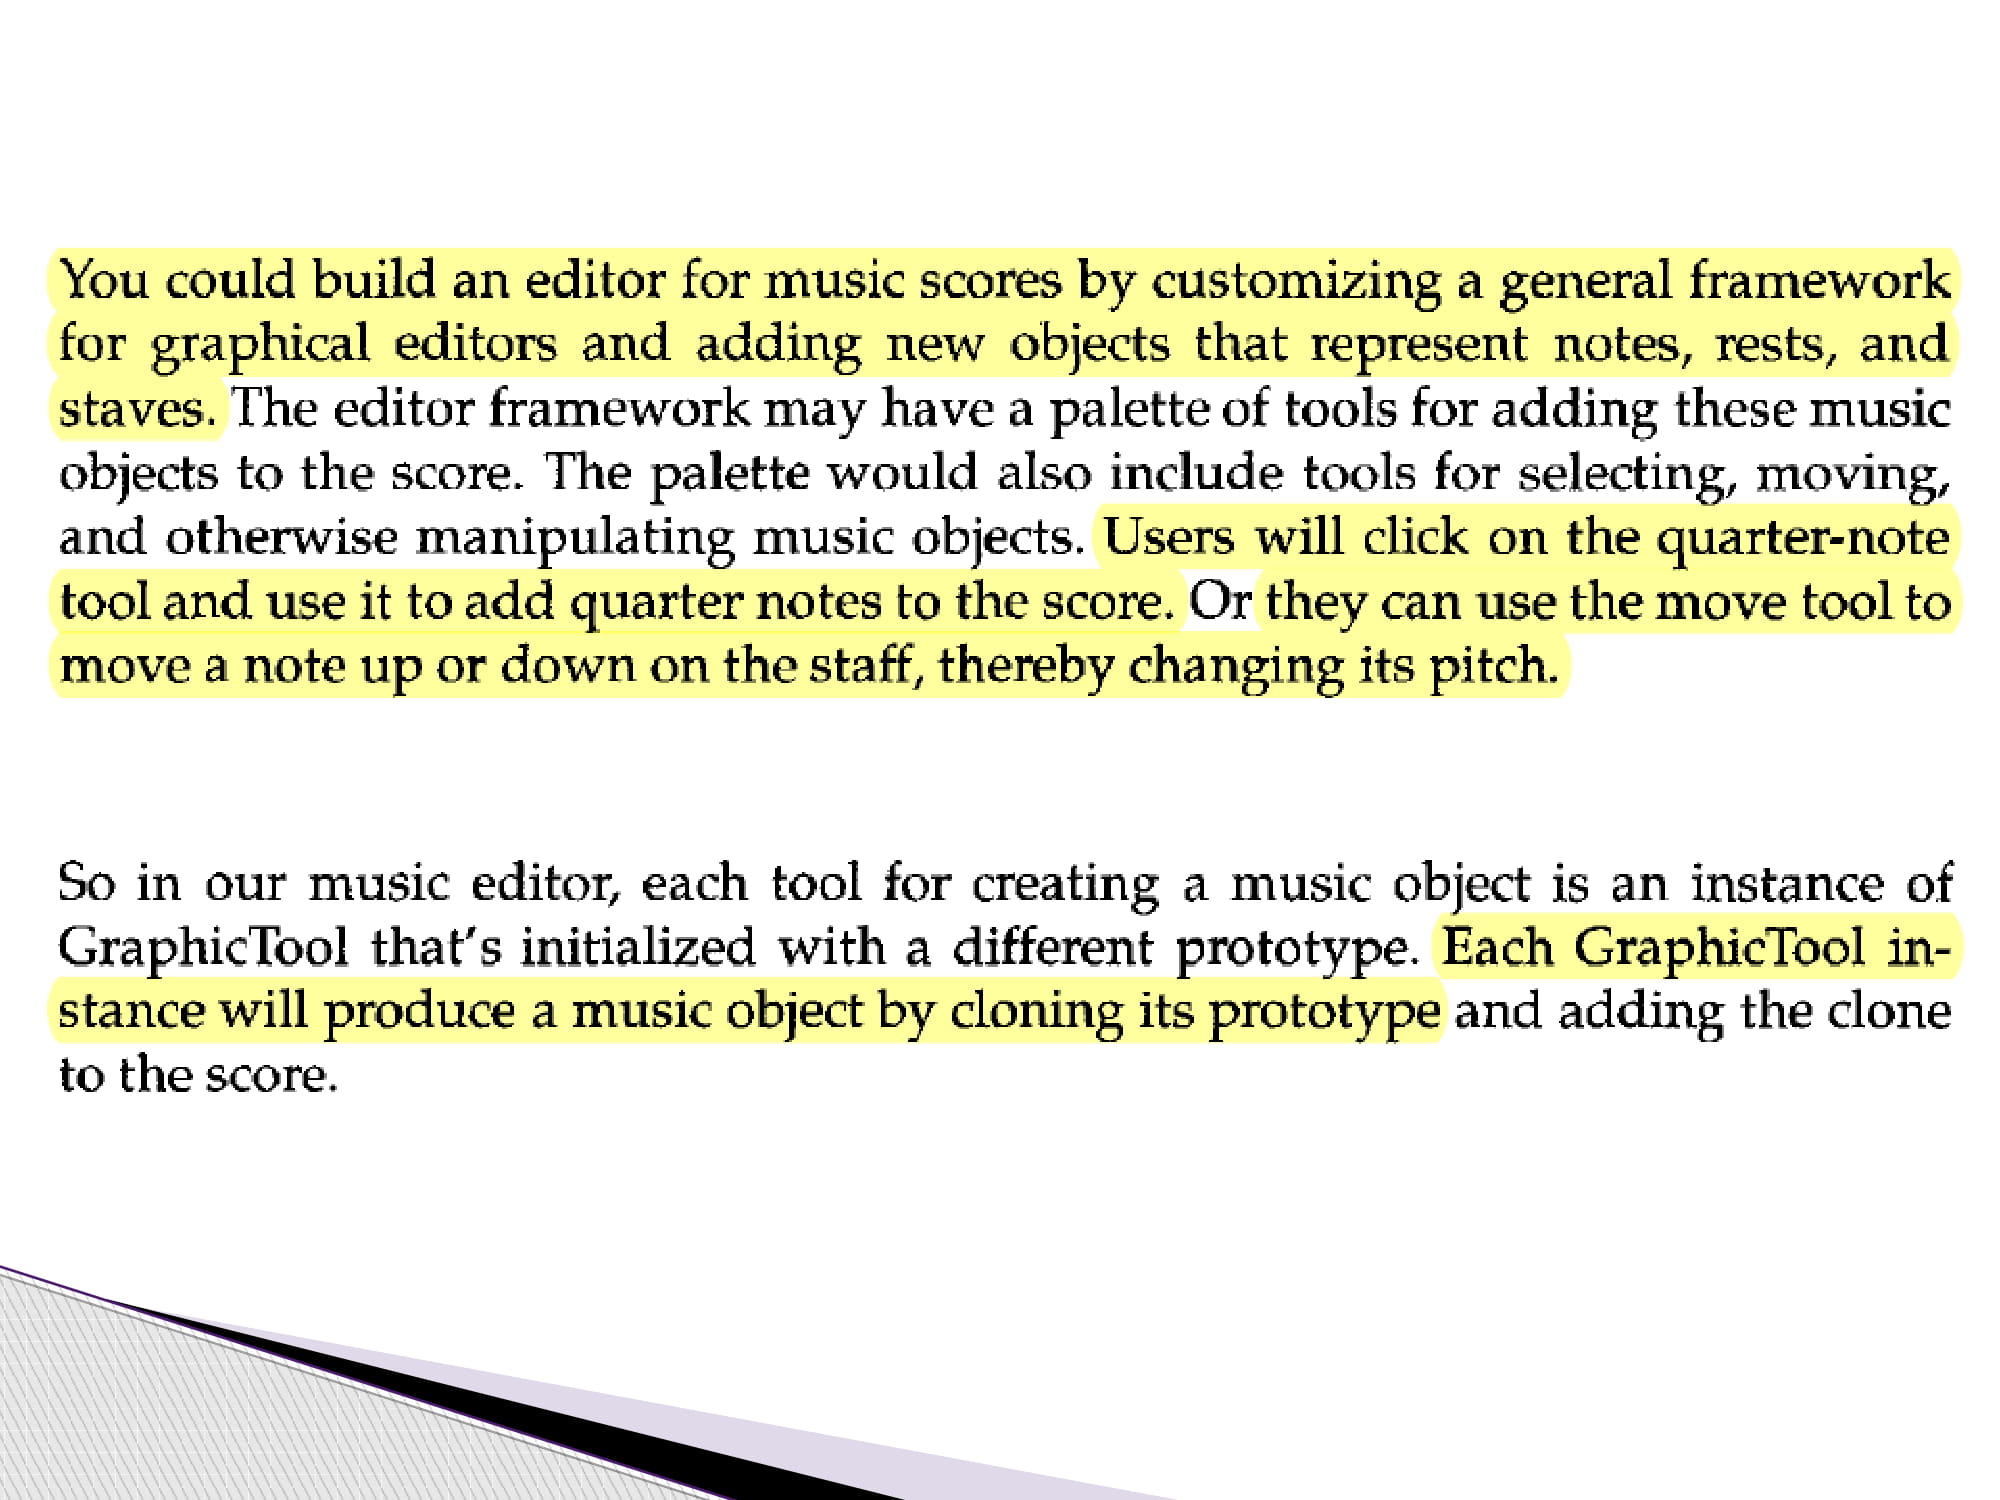 You could build an editor for music scores by customizing a general framework
for graphical editors and adding new objects that represent notes, rests, and
staves. The editor framework may have a palette of tools for adding these music
objects to the score. The palette would also include tools for selecting, moving,
and otherwise manipulating music objects. Users will click on the quarter-note
tool and use it to add quarter notes to the score. Or they can use the move tool to
move a note up or down on the staff, thereby changing its pitch.
So in our music editor, each tool for creating a music object is an instance of
GraphicTool that's initialized with a different prototype. Each GraphicTool in-
stance will produce a music object by cloning its prototype and adding the clone
to the score.